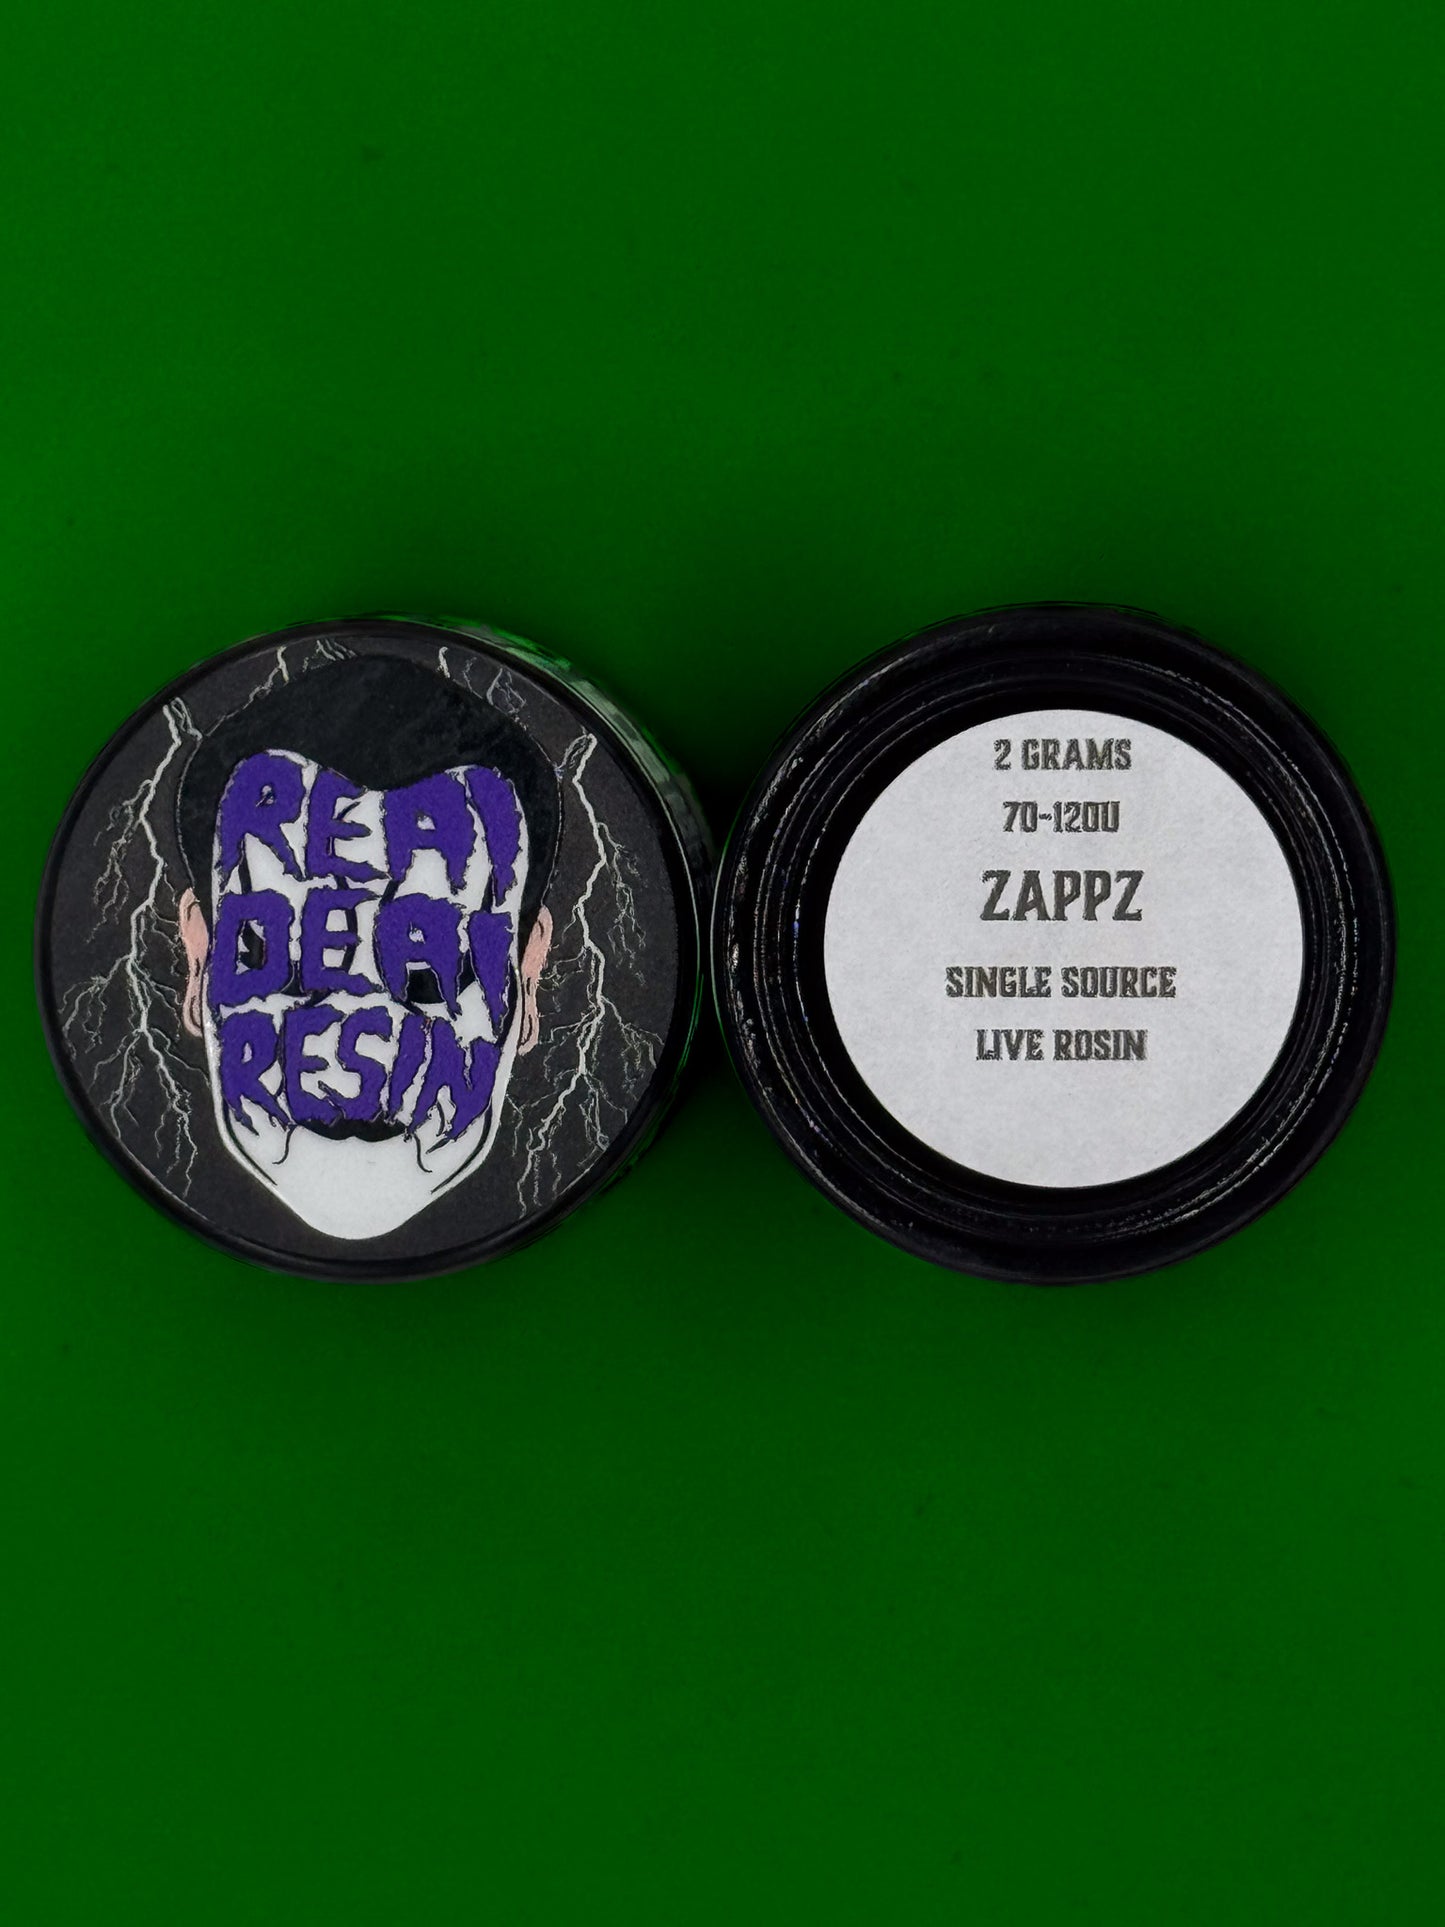 REAL
DEAL
RESIN
2 GRAMS
70-120U
ZAPPZ
SINGLE SOURCE
LIVE ROSIN